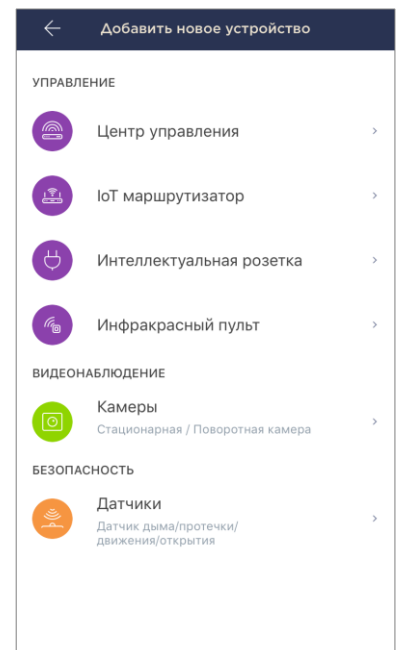 Добавить новое устройство
УПРАВЛЕНИЕ
Центр управления
IoT маршрутизатор
Интеллектуальная розетка
Инфракрасный пульт
ВИДЕОНАБЛЮДЕНИЕ
Камеры
Стационарная / Поворотная камера
БЕЗОПАСНОСТЬ
Датчики
Датчик дыма/протечки/
движения/открытия